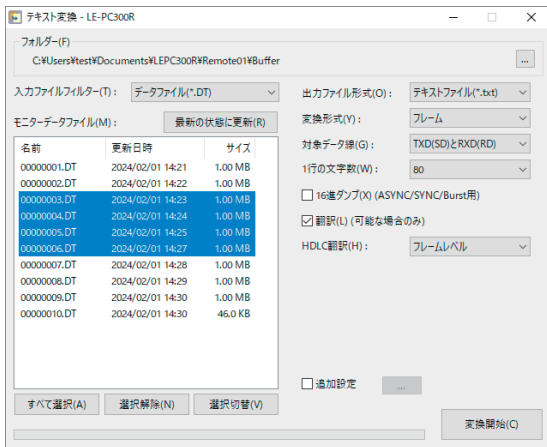 テキスト変換 - LE-PC300R
フォルダー(F)
C:¥Users¥test¥Documents¥LEPC300R¥Remote01¥Buffer
...
入力ファイルフィルター(T)： データファイル(*.DT)
モニターデータファイル(M)： 最新の状態に更新(R)
名前 更新日時 サイズ
00000001.DT 2024/02/01 14:21 1.00 MB
00000002.DT 2024/02/01 14:22 1.00 MB
00000003.DT 2024/02/01 14:23 1.00 MB
00000004.DT 2024/02/01 14:24 1.00 MB
00000005.DT 2024/02/01 14:25 1.00 MB
00000006.DT 2024/02/01 14:27 1.00 MB
00000007.DT 2024/02/01 14:28 1.00 MB
00000008.DT 2024/02/01 14:29 1.00 MB
00000009.DT 2024/02/01 14:30 1.00 MB
00000010.DT 2024/02/01 14:30 46.0 KB
すべて選択(A) 選択解除(N) 選択切替(V)
出力ファイル形式(O)： テキストファイル(*.txt)
変換形式(Y)： フレーム
対象データ線(G)： TXD(SD)とRXD(RD)
1行の文字数(W)： 80
16進ダンプ(X) (ASYNC/SYNC/Burst用)
翻訳(L) (可能な場合のみ)
HDLC翻訳(H)： フレームレベル
追加設定 ...
変換開始(C)